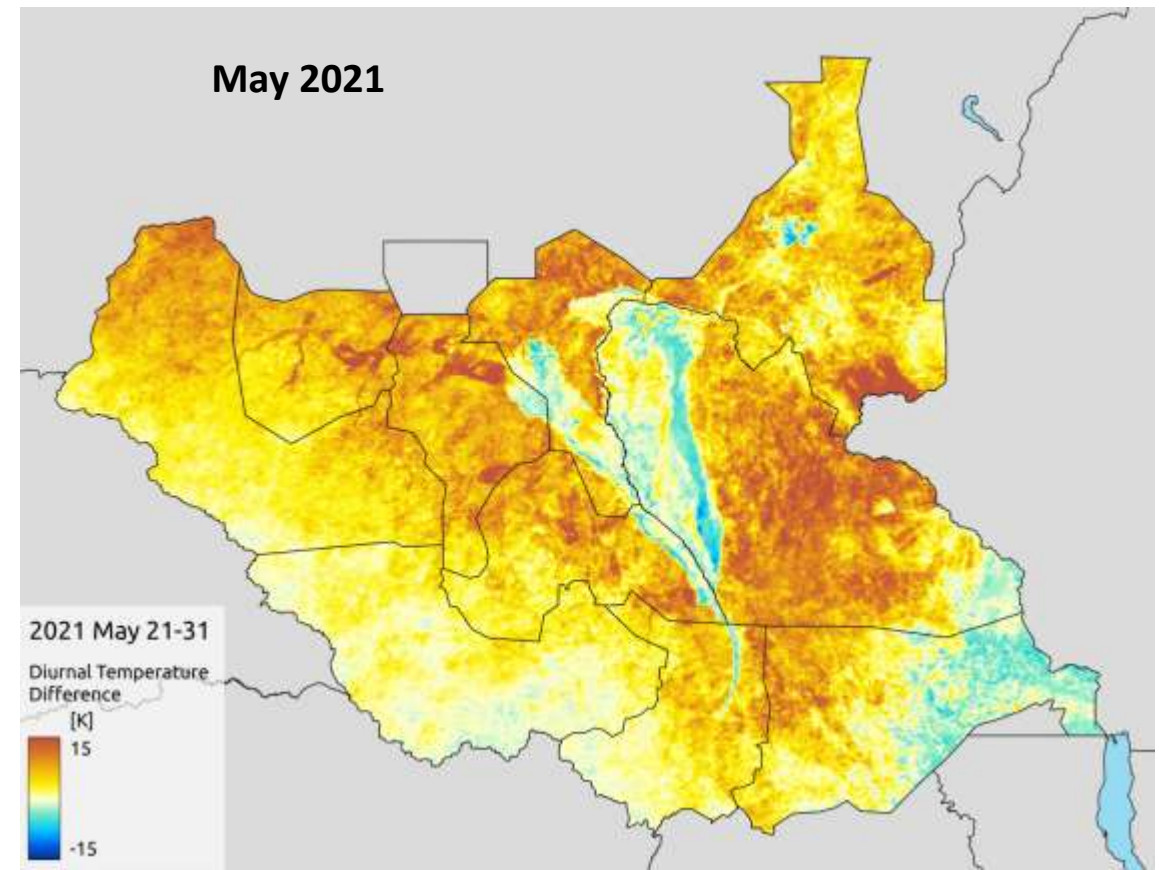 May 2021
2021 May 21-31
Diurnal Temperature
Difference
[K]
15
-15